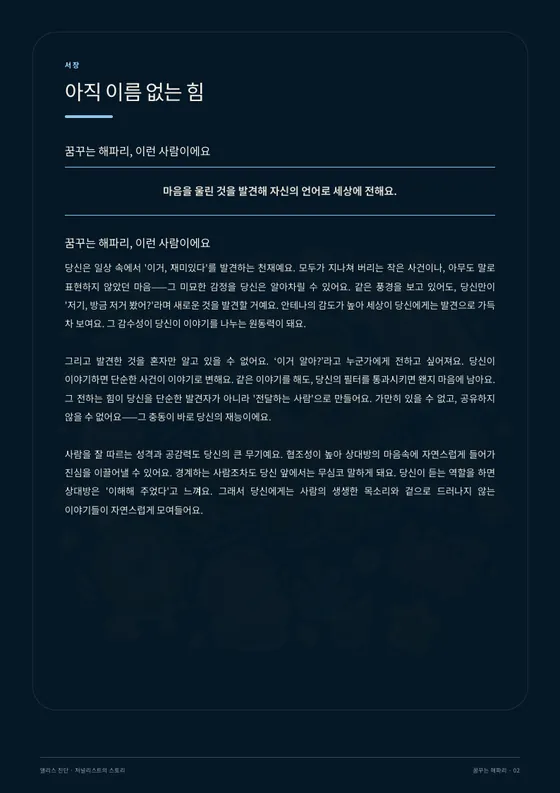 서장
아직 이름 없는 힘
꿈꾸는 해파리, 이런 사람이에요
마음을 울린 것을 발견해 자신의 언어로 세상에 전해요.
꿈꾸는 해파리, 이런 사람이에요
당신은 일상 속에서 '이거, 재미있다'를 발견하는 천재예요. 모두가 지나쳐 버리는 작은 사건이나, 아무도 말로
표현하지 않았던 마음——그 미묘한 감정을 당신은 알아차릴 수 있어요. 같은 풍경을 보고 있어도, 당신만이
'저기, 방금 저거 봤어?'라며 새로운 것을 발견할 거예요. 안테나의 감도가 높아 세상이 당신에게는 발견으로 가득
차 보여요. 그 감수성이 당신이 이야기를 나누는 원동력이 돼요.
그리고 발견한 것을 혼자만 알고 있을 수 없어요. '이거 알아?'라고 누군가에게 전하고 싶어져요. 당신이
이야기하면 단순한 사건이 이야기로 변해요. 같은 이야기를 해도, 당신의 필터를 통과시키면 왠지 마음에 남아요.
그 전하는 힘이 당신을 단순한 발견자가 아니라 '전달하는 사람'으로 만들어요. 가만히 있을 수 없고, 공유하지
않을 수 없어요——그 충동이 바로 당신의 재능이에요.
사람을 잘 따르는 성격과 공감력도 당신의 큰 무기예요. 협조성이 높아 상대방의 마음속에 자연스럽게 들어가
진심을 이끌어낼 수 있어요. 경계하는 사람조차도 당신 앞에서는 무심코 말하게 돼요. 당신이 듣는 역할을 하면
상대방은 '이해해 주었다'고 느껴요. 그래서 당신에게는 사람의 생생한 목소리와 겉으로 드러나지 않는
이야기들이 자연스럽게 모여들어요.
앨리스 진단 · 저널리스트의 스토리
꿈꾸는 해파리 · 02